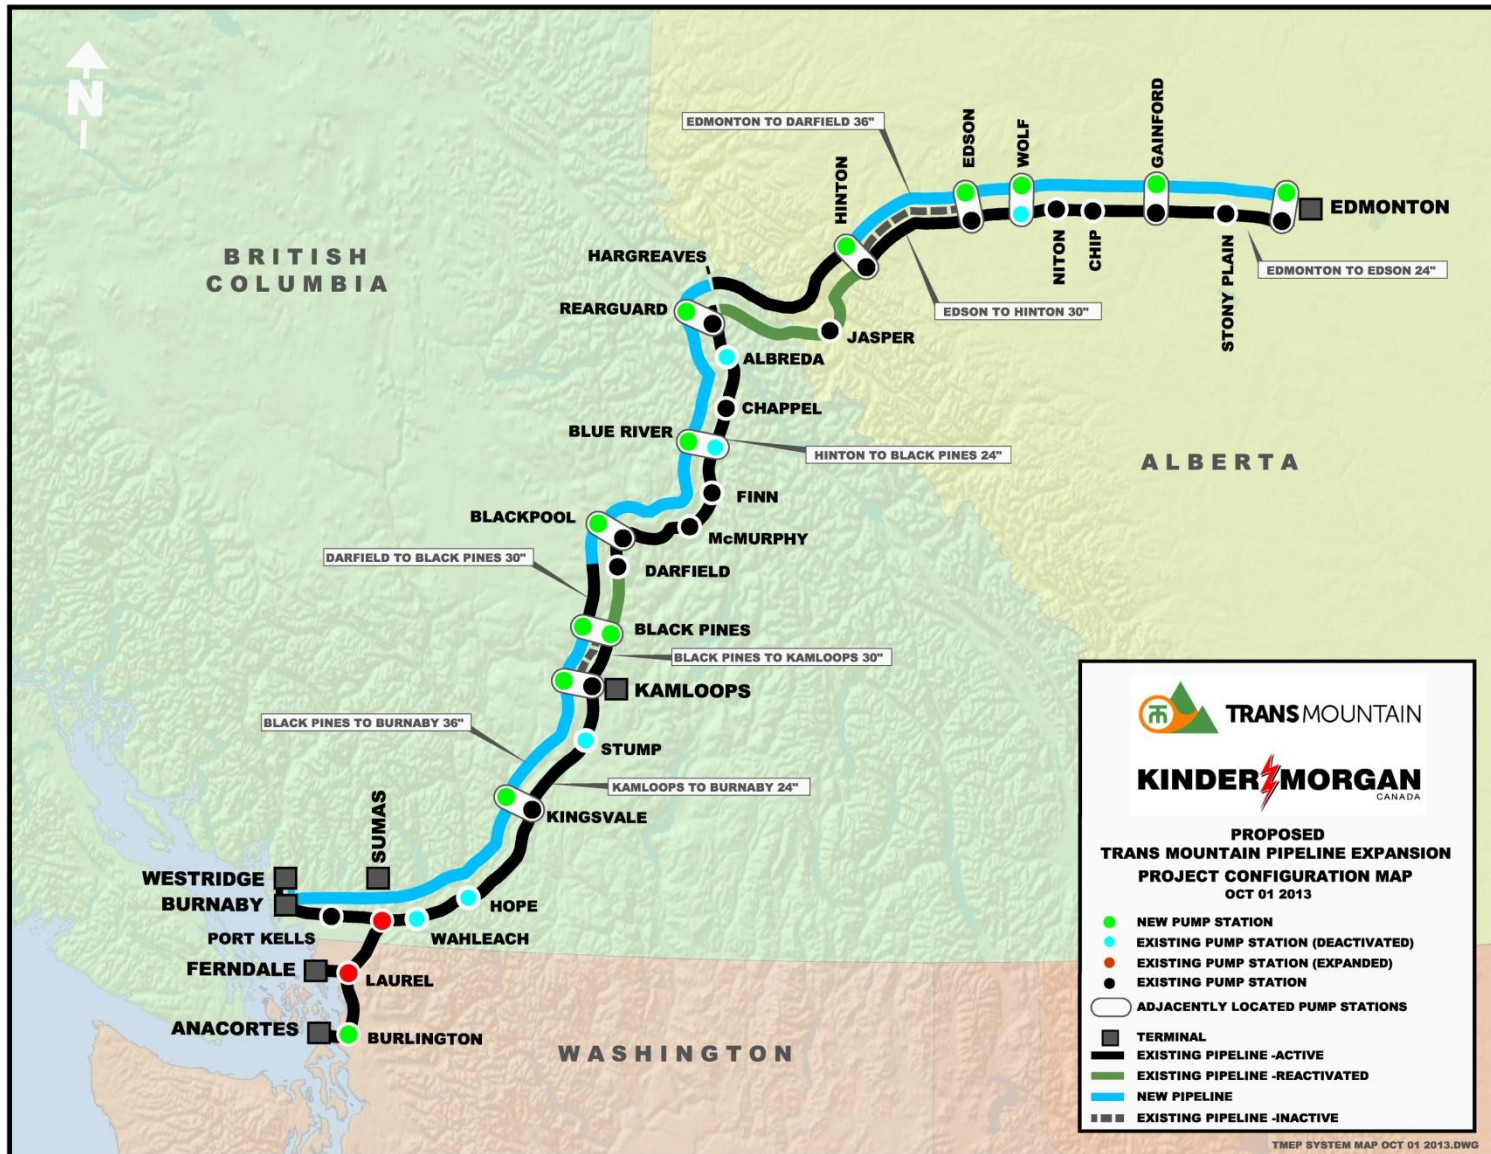 N
BRITISH
COLUMBIA
ALBERTA
WASHINGTON
EDMONTON TO DARFIELD 36"
HINTON
EDSON
WOLF
NITON
CHIP
GAINFORD
STONY PLAIN
EDMONTON
EDMONTON TO EDSON 24"
EDSON TO HINTON 30"
HARGREAVES
REARGUARD
JASPER
ALBREDA
CHAPPEL
BLUE RIVER
HINTON TO BLACK PINES 24"
FINN
BLACKPOOL
McMURPHY
DARFIELD TO BLACK PINES 30"
DARFIELD
BLACK PINES
BLACK PINES TO KAMLOOPS 30"
KAMLOOPS
BLACK PINES TO BURNABY 36"
STUMP
KAMLOOPS TO BURNABY 24"
KINGSVALE
SUMAS
WESTRIDGE
BURNABY
HOPE
PORT KELLS
WAHLEACH
FERNDALE
LAUREL
ANACORTES
BURLINGTON
TRANSMOUNTAIN
KINDER MORGAN
CANADA
PROPOSED
TRANS MOUNTAIN PIPELINE EXPANSION
PROJECT CONFIGURATION MAP
OCT 01 2013
NEW PUMP STATION
EXISTING PUMP STATION (DEACTIVATED)
EXISTING PUMP STATION (EXPANDED)
EXISTING PUMP STATION
ADJACENTLY LOCATED PUMP STATIONS
TERMINAL
EXISTING PIPELINE -ACTIVE
EXISTING PIPELINE -REACTIVATED
NEW PIPELINE
EXISTING PIPELINE -INACTIVE
TMEP SYSTEM MAP OCT 01 2013.DWG